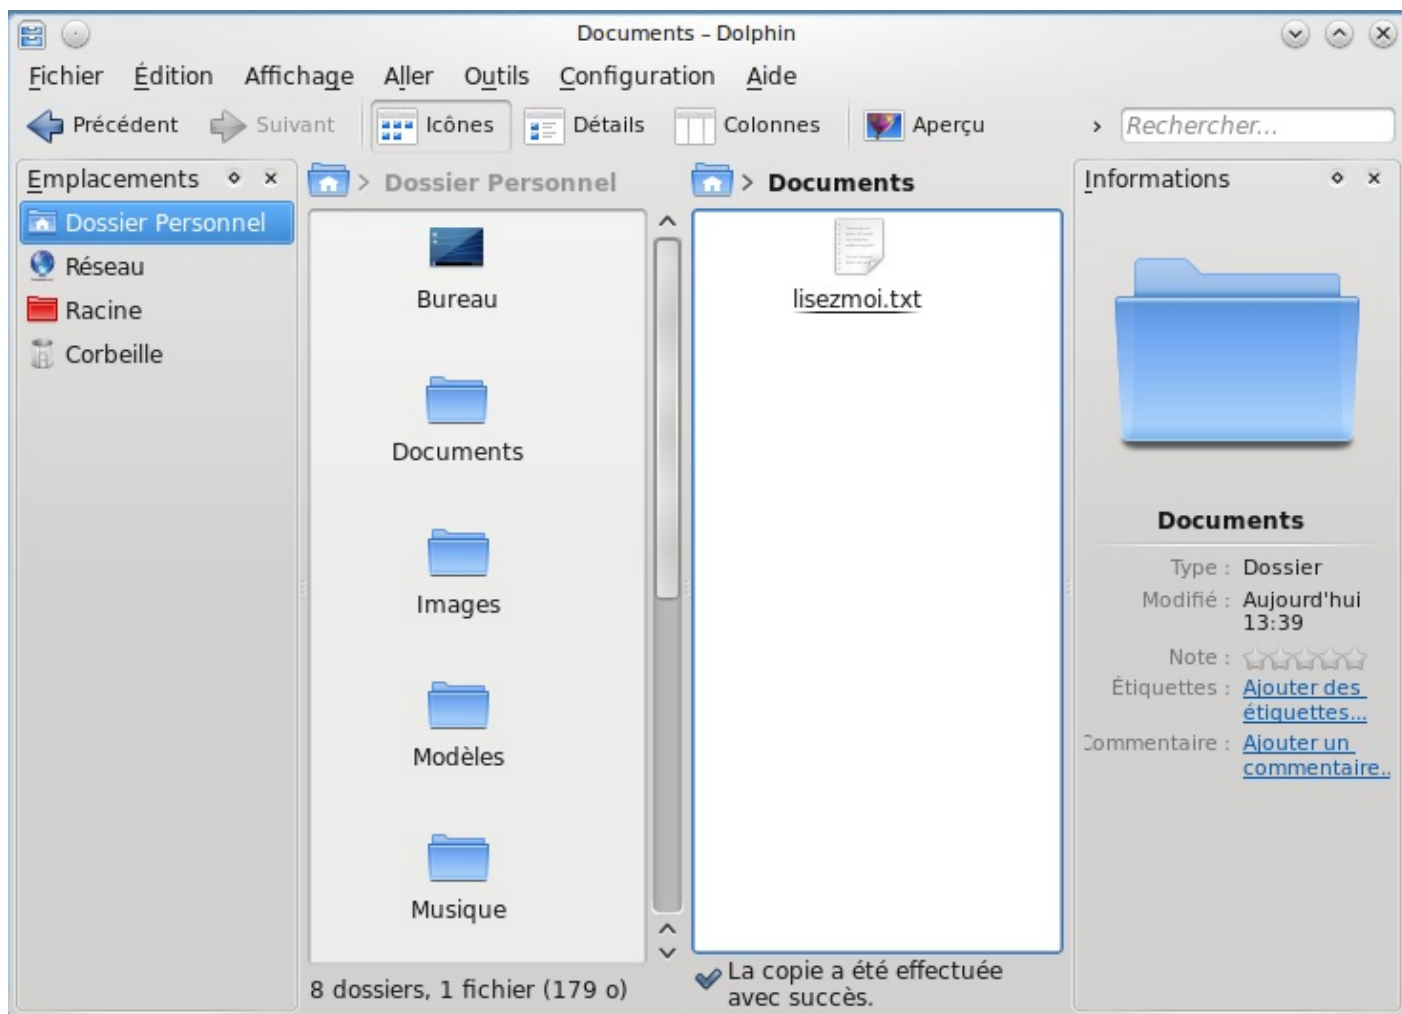 Documents – Dolphin
Fichier Édition Affichage Aller Outils Configuration Aide
Précédent Suivant Icônes Détails Colonnes Aperçu › Rechercher...
Emplacements
Dossier Personnel
Réseau
Racine
Corbeille
> Dossier Personnel
Bureau
Documents
Images
Modèles
Musique
8 dossiers, 1 fichier (179 o)
> Documents
lisezmoi.txt
La copie a été effectuée
avec succès.
Informations
Documents
Type : Dossier
Modifié : Aujourd'hui
13:39
Note :
Étiquettes : Ajouter des
étiquettes...
Commentaire : Ajouter un
commentaire..